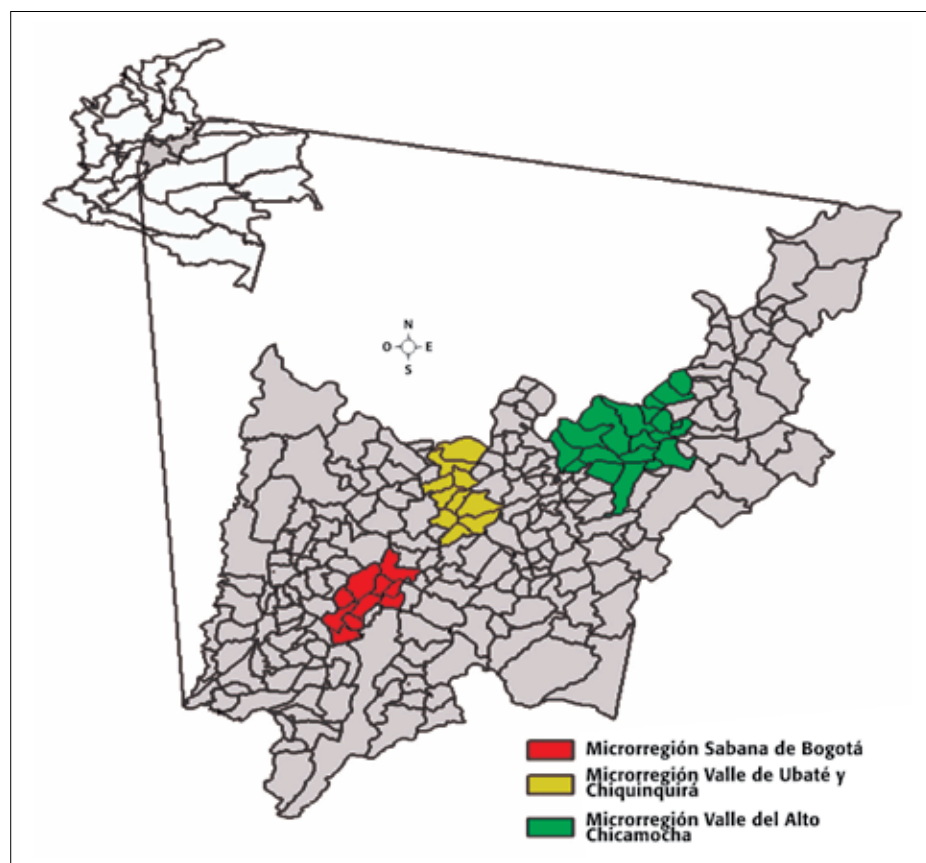 N
O E
S
Microrregión Sabana de Bogotá
Microrregión Valle de Ubaté y
Chiquinquirá
Microrregión Valle del Alto
Chicamocha